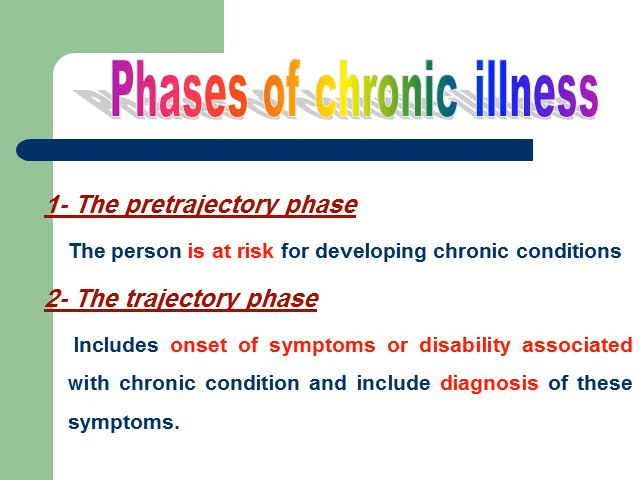 Phases of chronic illness
1- The pretrajectory phase
The person is at risk for developing chronic conditions
2- The trajectory phase
Includes onset of symptoms or disability associated
with chronic condition and include diagnosis of these
symptoms.